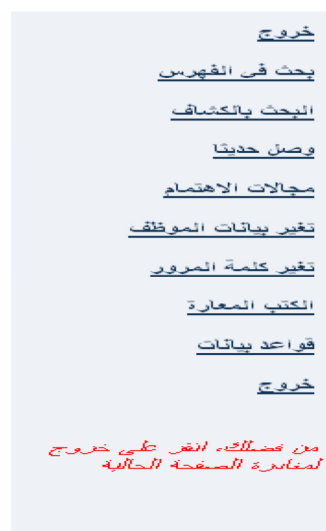 خروج
بحث فى الفهرس
البحث بالكشاف
وصل حديثا
مجالات الاهتمام
تغير بيانات الموظف
تغير كلمة المرور
الكتب المعارة
قواعد بيانات
خروج
من فضلك، انقر على خروج
لمغادرة الصفحة الحالية